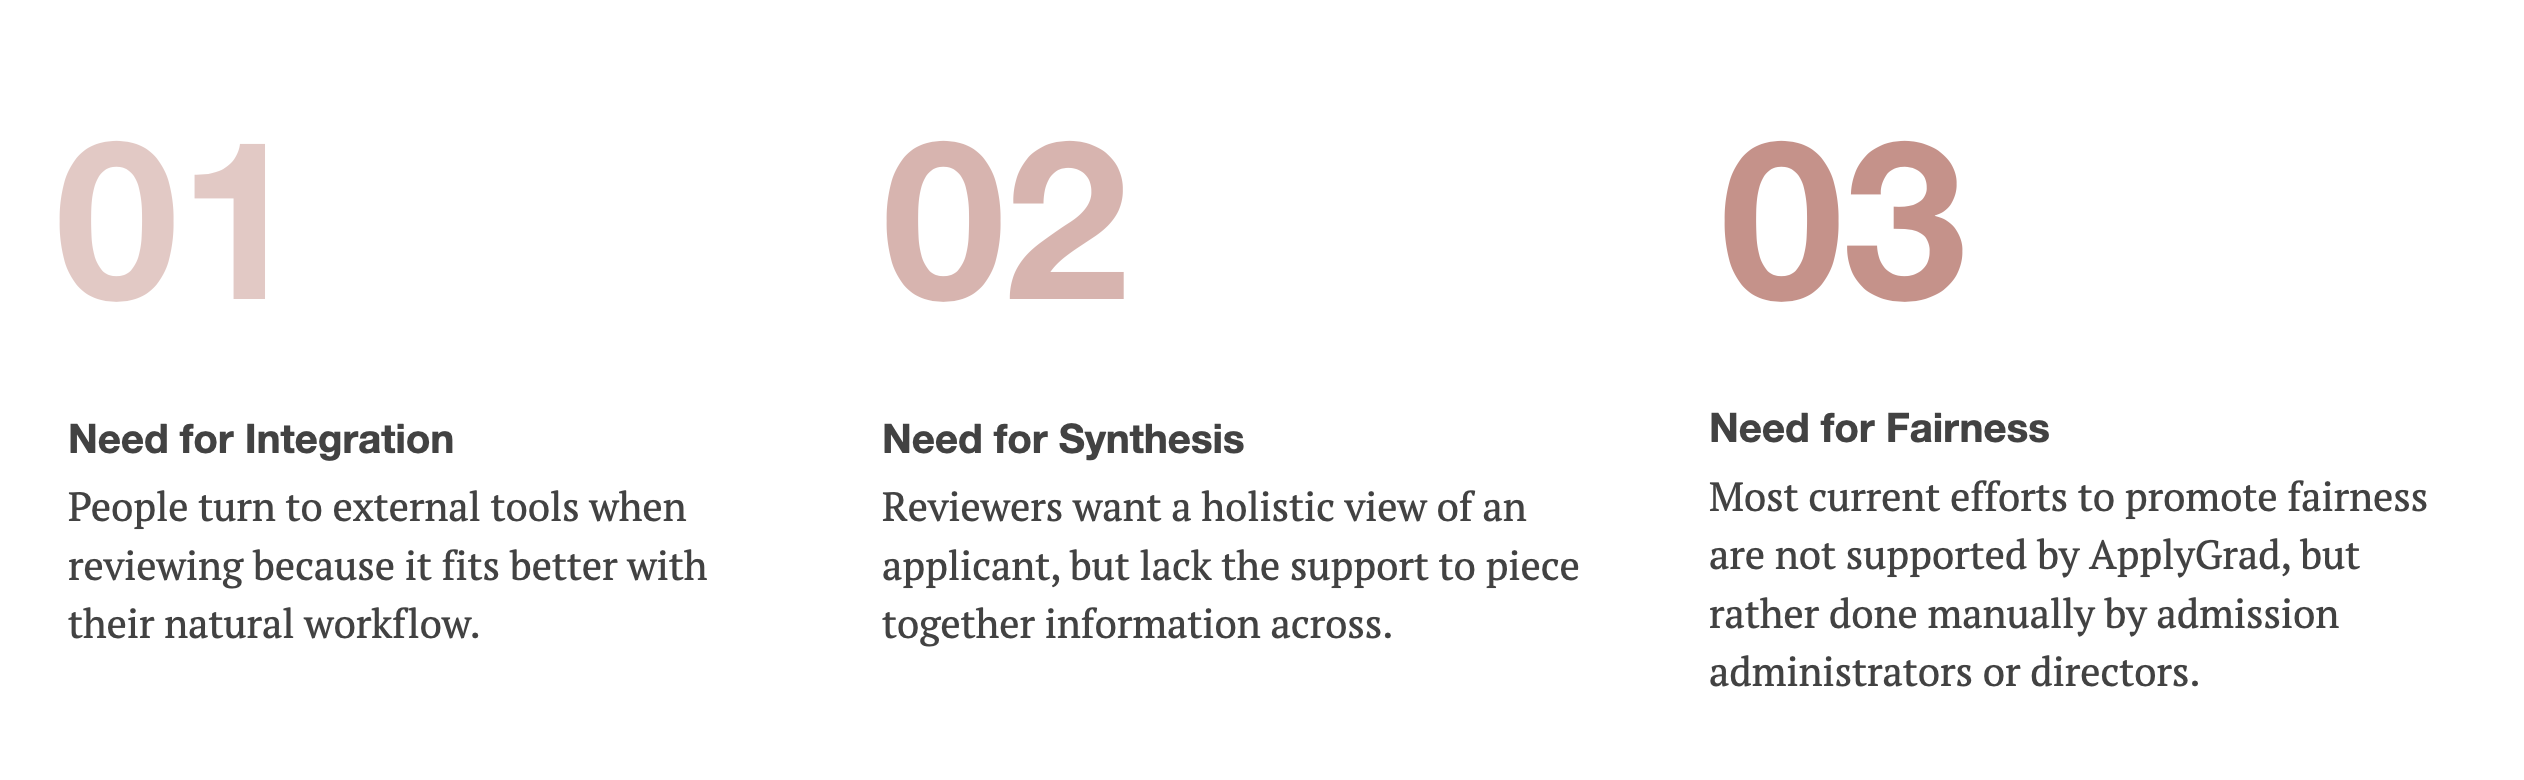 01
Need for Integration
People turn to external tools when
reviewing because it fits better with
their natural workflow.
02
Need for Synthesis
Reviewers want a holistic view of an
applicant, but lack the support to piece
together information across.
03
Need for Fairness
Most current efforts to promote fairness
are not supported by ApplyGrad, but
rather done manually by admission
administrators or directors.